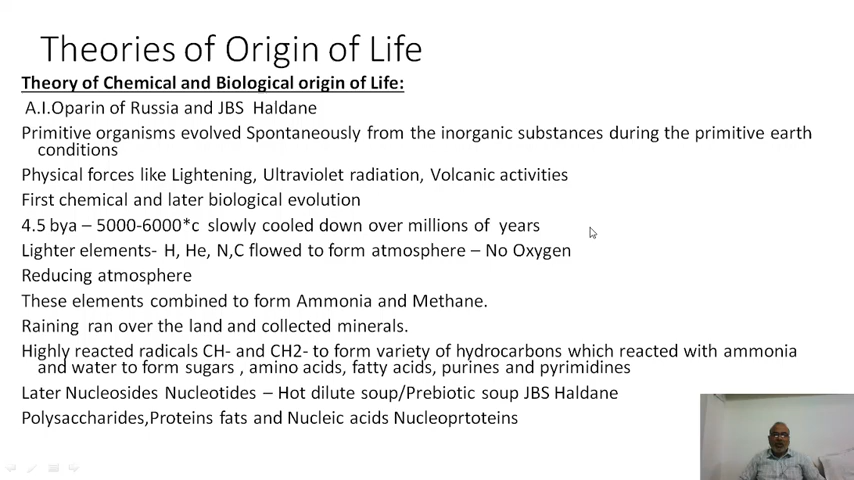 Theories of Origin of Life
Theory of Chemical and Biological origin of Life:
A.I.Oparin of Russia and JBS Haldane
Primitive organisms evolved Spontaneously from the inorganic substances during the primitive earth
conditions
Physical forces like Lightening, Ultraviolet radiation, Volcanic activities
First chemical and later biological evolution
4.5 bya – 5000-6000*c slowly cooled down over millions of years
Lighter elements- H, He, N,C flowed to form atmosphere – No Oxygen
Reducing atmosphere
These elements combined to form Ammonia and Methane.
Raining ran over the land and collected minerals.
Highly reacted radicals CH- and CH2- to form variety of hydrocarbons which reacted with ammonia
and water to form sugars , amino acids, fatty acids, purines and pyrimidines
Later Nucleosides Nucleotides – Hot dilute soup/Prebiotic soup JBS Haldane
Polysaccharides,Proteins fats and Nucleic acids Nucleoprtoteins